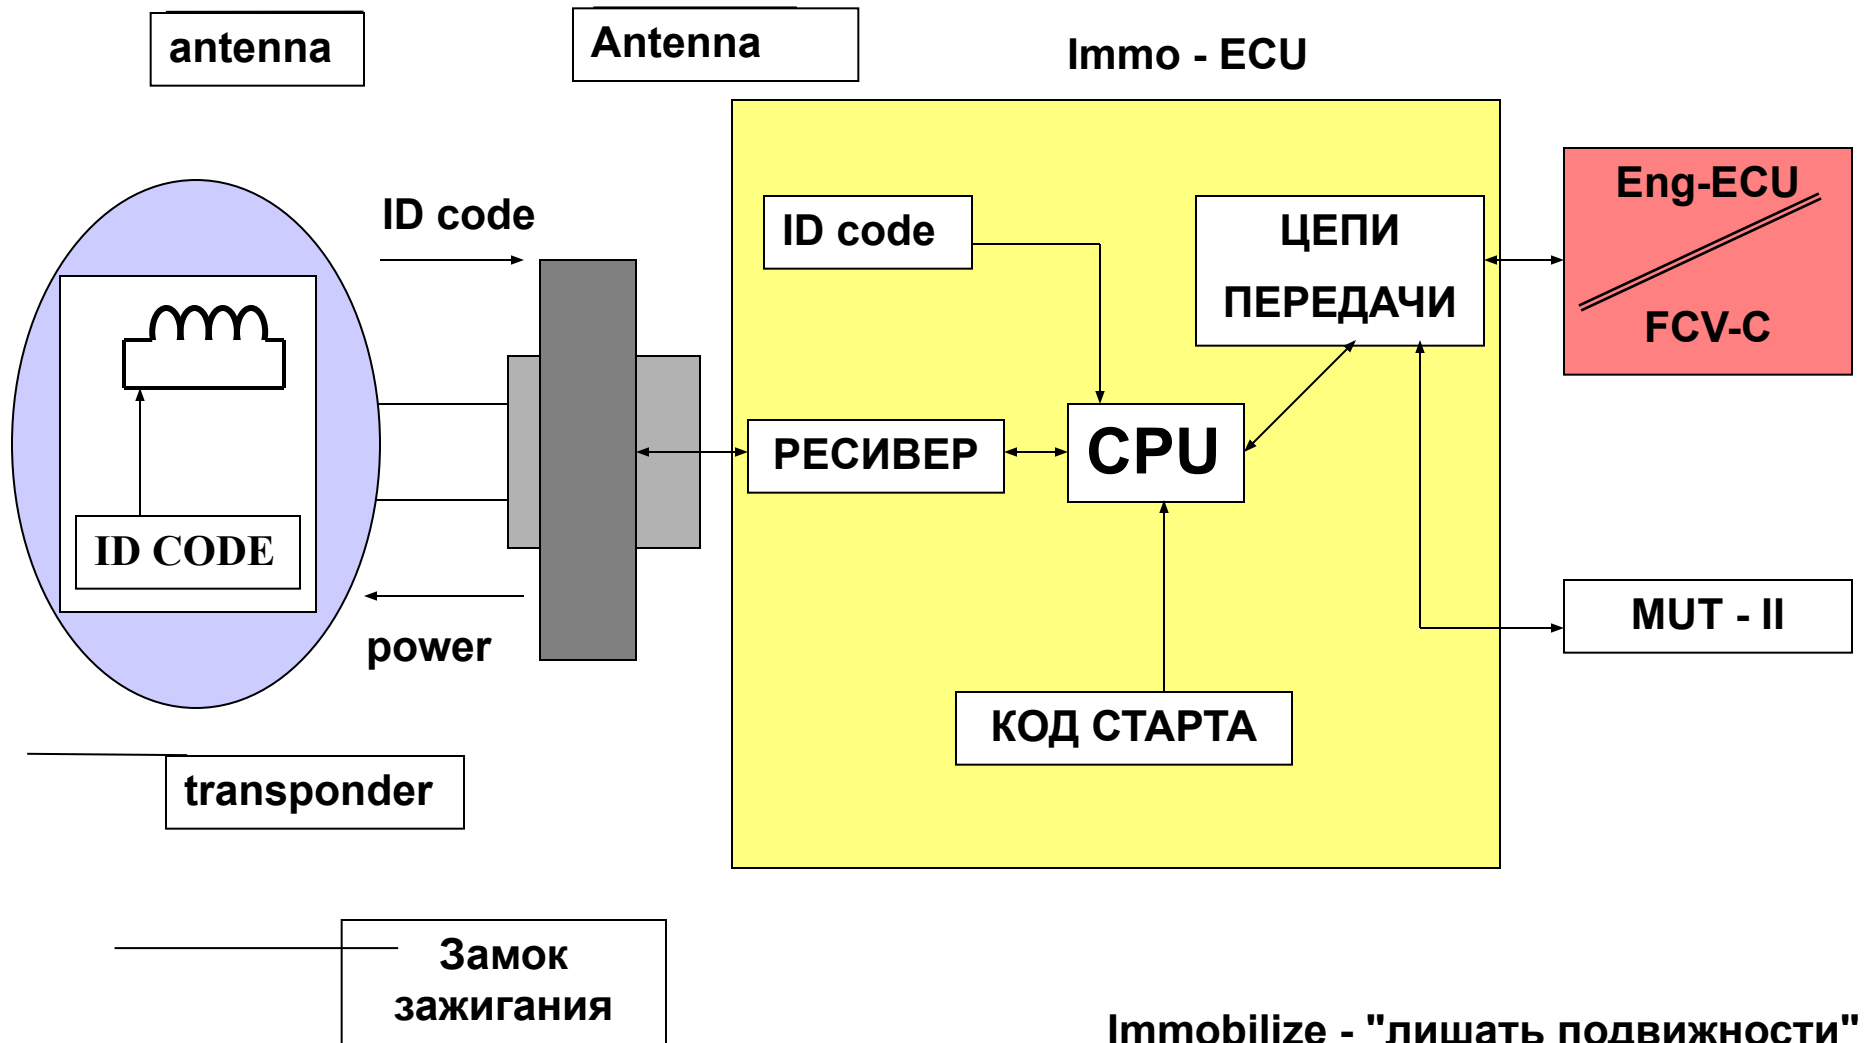 antenna
Antenna
Immo - ECU
ID code
ID code
ЦЕПИ
ПЕРЕДАЧИ
Eng-ECU
FCV-C
РЕСИВЕР
CPU
ID CODE
power
MUT - II
КОД СТАРТА
transponder
Замок
зажигания
Immobilize - "лишать подвижности"